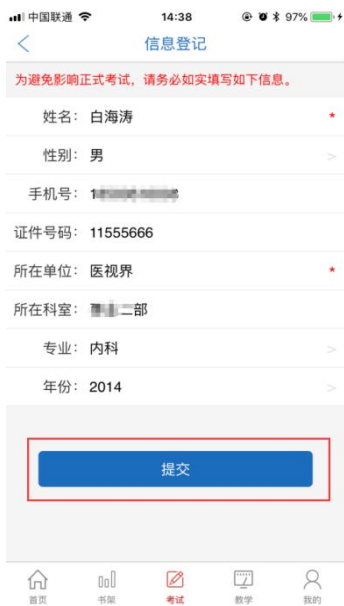 中国联通 14:38 97%
信息登记
为避免影响正式考试，请务必如实填写如下信息。
姓名： 白海涛 *
性别： 男 >
手机号：
证件号码： 11555666
所在单位： 医视界 *
所在科室： 二部
专业： 内科 >
年份： 2014 >
提交
首页 书架 考试 教学 我的